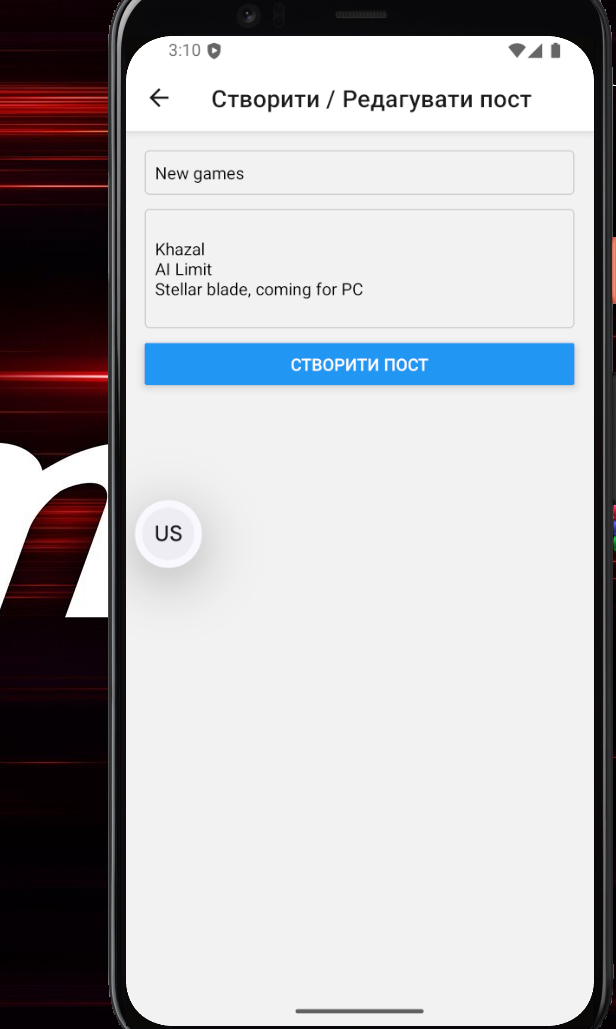 3:10
Створити / Редагувати пост
New games
Khazal
AI Limit
Stellar blade, coming for PC
СТВОРИТИ ПОСТ
US